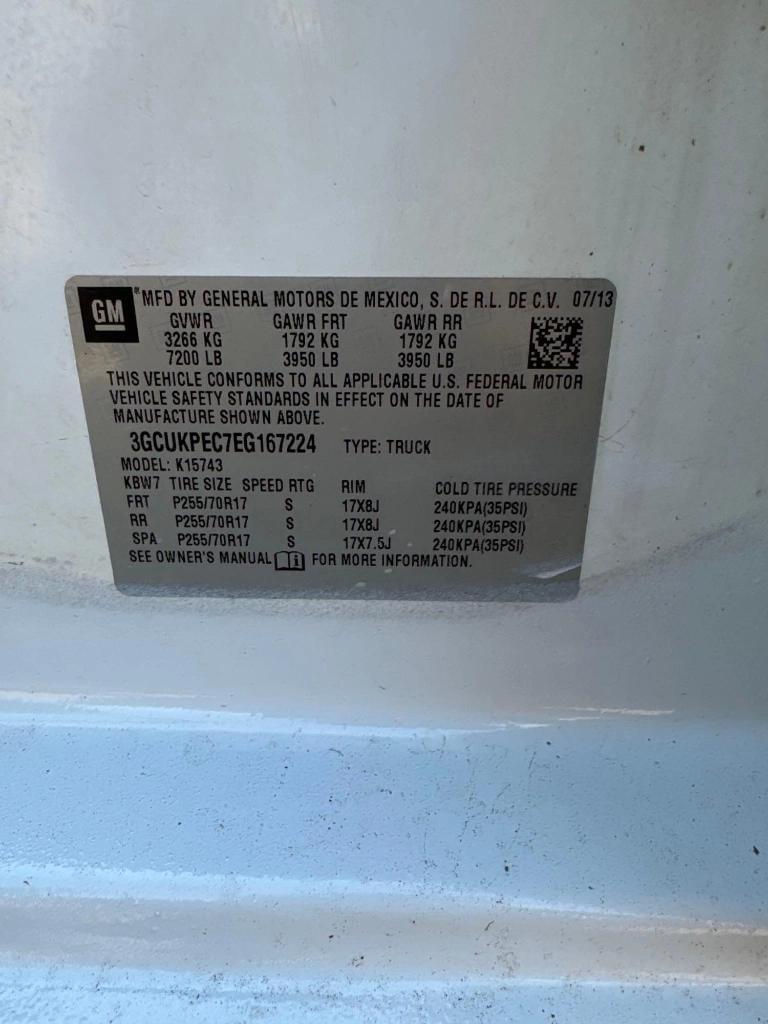 GM MFD BY GENERAL MOTORS DE MEXICO, S. DE R.L. DE C.V. 07/13
GVWR GAWR FRT GAWR RR
3266 KG 1792 KG 1792 KG
7200 LB 3950 LB 3950 LB
THIS VEHICLE CONFORMS TO ALL APPLICABLE U.S. FEDERAL MOTOR
VEHICLE SAFETY STANDARDS IN EFFECT ON THE DATE OF
MANUFACTURE SHOWN ABOVE.
3GCUKPEC7EG167224 TYPE: TRUCK
MODEL: K15743
KBW7 TIRE SIZE SPEED RTG RIM COLD TIRE PRESSURE
FRT P255/70R17 S 17X8J 240KPA(35PSI)
RR P255/70R17 S 17X8J 240KPA(35PSI)
SPA P255/70R17 S 17X7.5J 240KPA(35PSI)
SEE OWNER'S MANUAL FOR MORE INFORMATION.